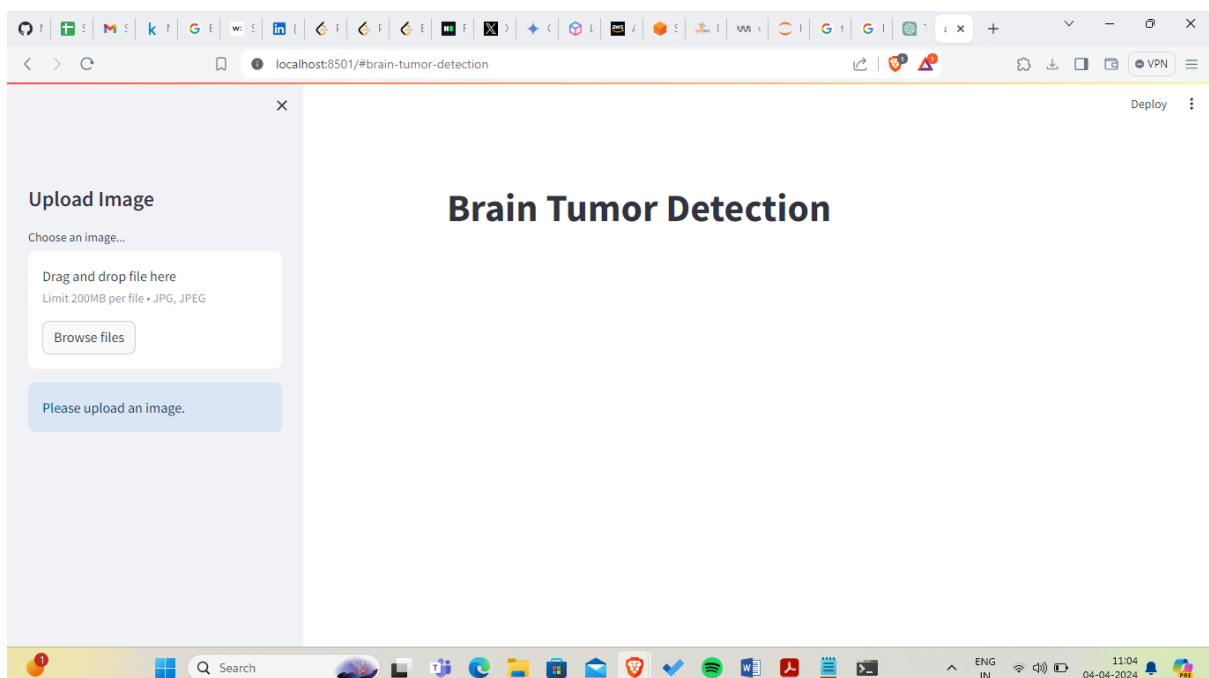 localhost:8501/#brain-tumor-detection
VPN
Deploy
Upload Image
Choose an image...
Drag and drop file here
Limit 200MB per file • JPG, JPEG
Browse files
Please upload an image.
Brain Tumor Detection
Search
ENG
IN
11:04
04-04-2024
PRE